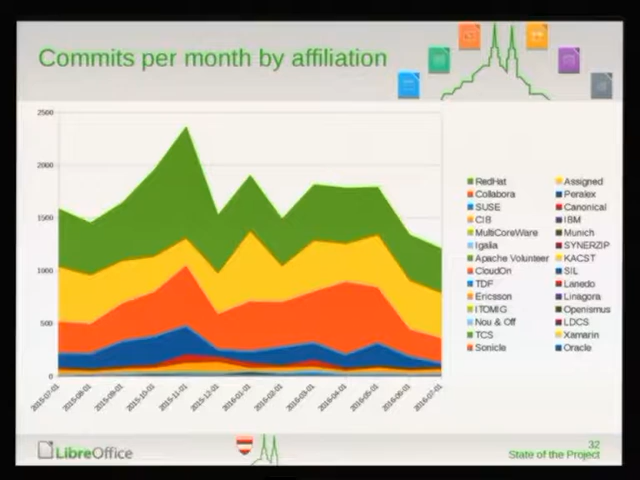 Commits per month by affiliation
2500
2000
1500
1000
500
0
2015-07-01
2015-08-01
2015-09-01
2015-10-01
2015-11-01
2015-12-01
2016-01-01
2016-02-01
2016-03-01
2016-04-01
2016-05-01
2016-06-01
2016-07-01
RedHat
Collabora
SUSE
CIB
MultiCoreWare
Igalia
Apache Volunteer
CloudOn
TDF
Ericsson
ITOMIG
Nou & Off
TCS
Sonicle
Assigned
Peralex
Canonical
IBM
Munich
SYNERZIP
KACST
SIL
Lanedo
Linagora
Openismus
LDCS
Xamarin
Oracle
LibreOffice
32
State of the Project